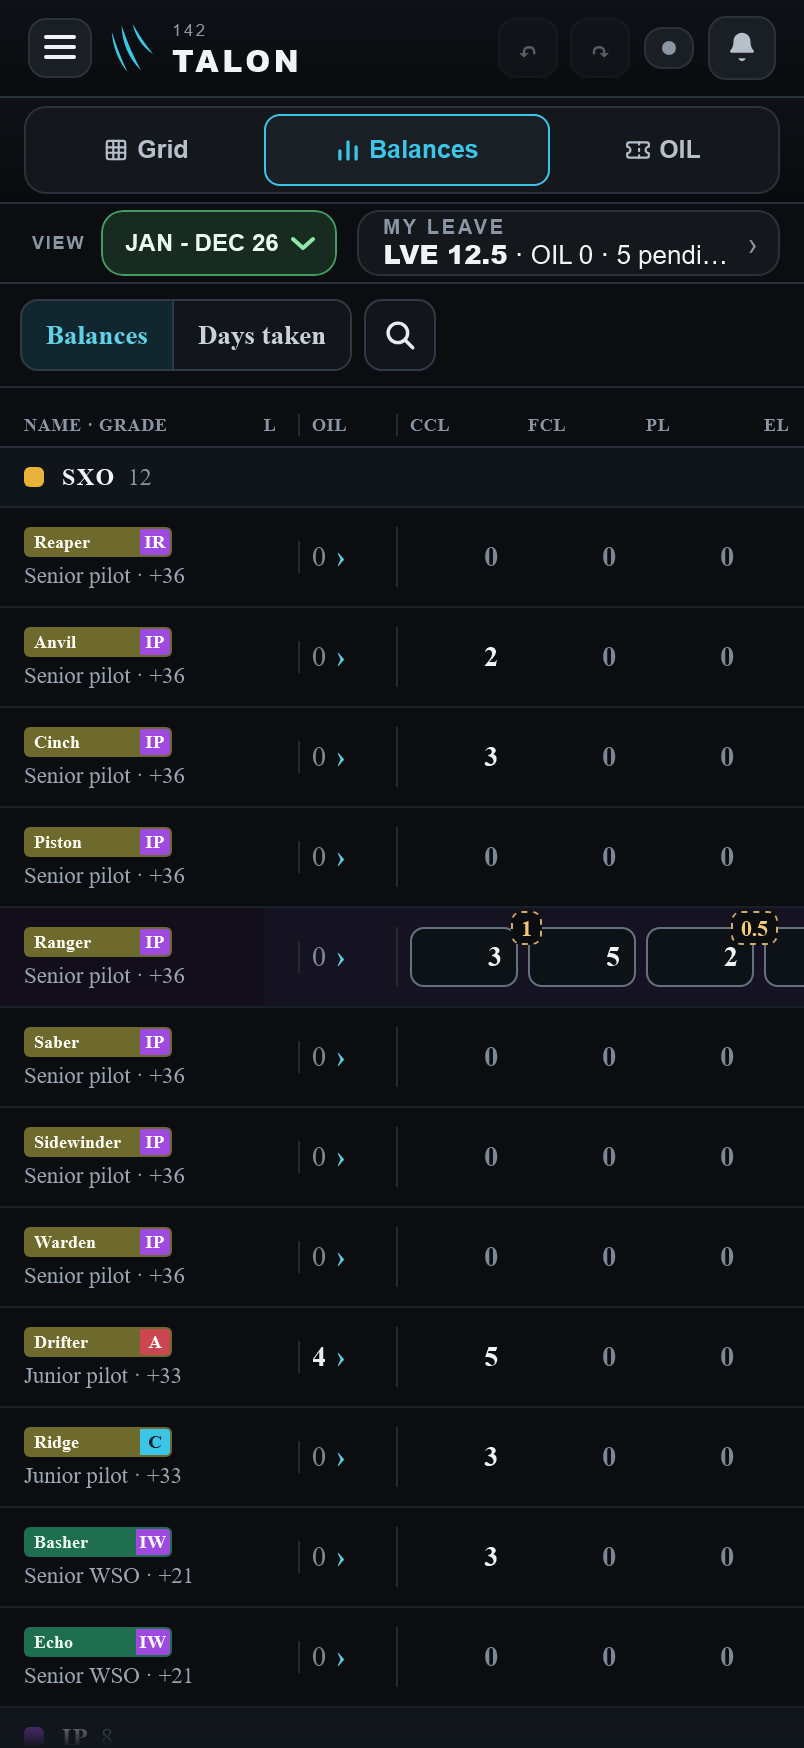 142
TALON
Grid
Balances
OIL
VIEW
JAN - DEC 26
MY LEAVE
LVE 12.5 · OIL 0 · 5 pendi… ›
Balances
Days taken
NAME · GRADE L OIL CCL FCL PL EL
SXO 12
Reaper IR
Senior pilot · +36
0 › 0 0 0
Anvil IP
Senior pilot · +36
0 › 2 0 0
Cinch IP
Senior pilot · +36
0 › 3 0 0
Piston IP
Senior pilot · +36
0 › 0 0 0
Ranger IP
Senior pilot · +36
1 0.5
0 › 3 5 2
Saber IP
Senior pilot · +36
0 › 0 0 0
Sidewinder IP
Senior pilot · +36
0 › 0 0 0
Warden IP
Senior pilot · +36
0 › 0 0 0
Drifter A
Junior pilot · +33
4 › 5 0 0
Ridge C
Junior pilot · +33
0 › 3 0 0
Basher IW
Senior WSO · +21
0 › 3 0 0
Echo IW
Senior WSO · +21
0 › 0 0 0
IP 8